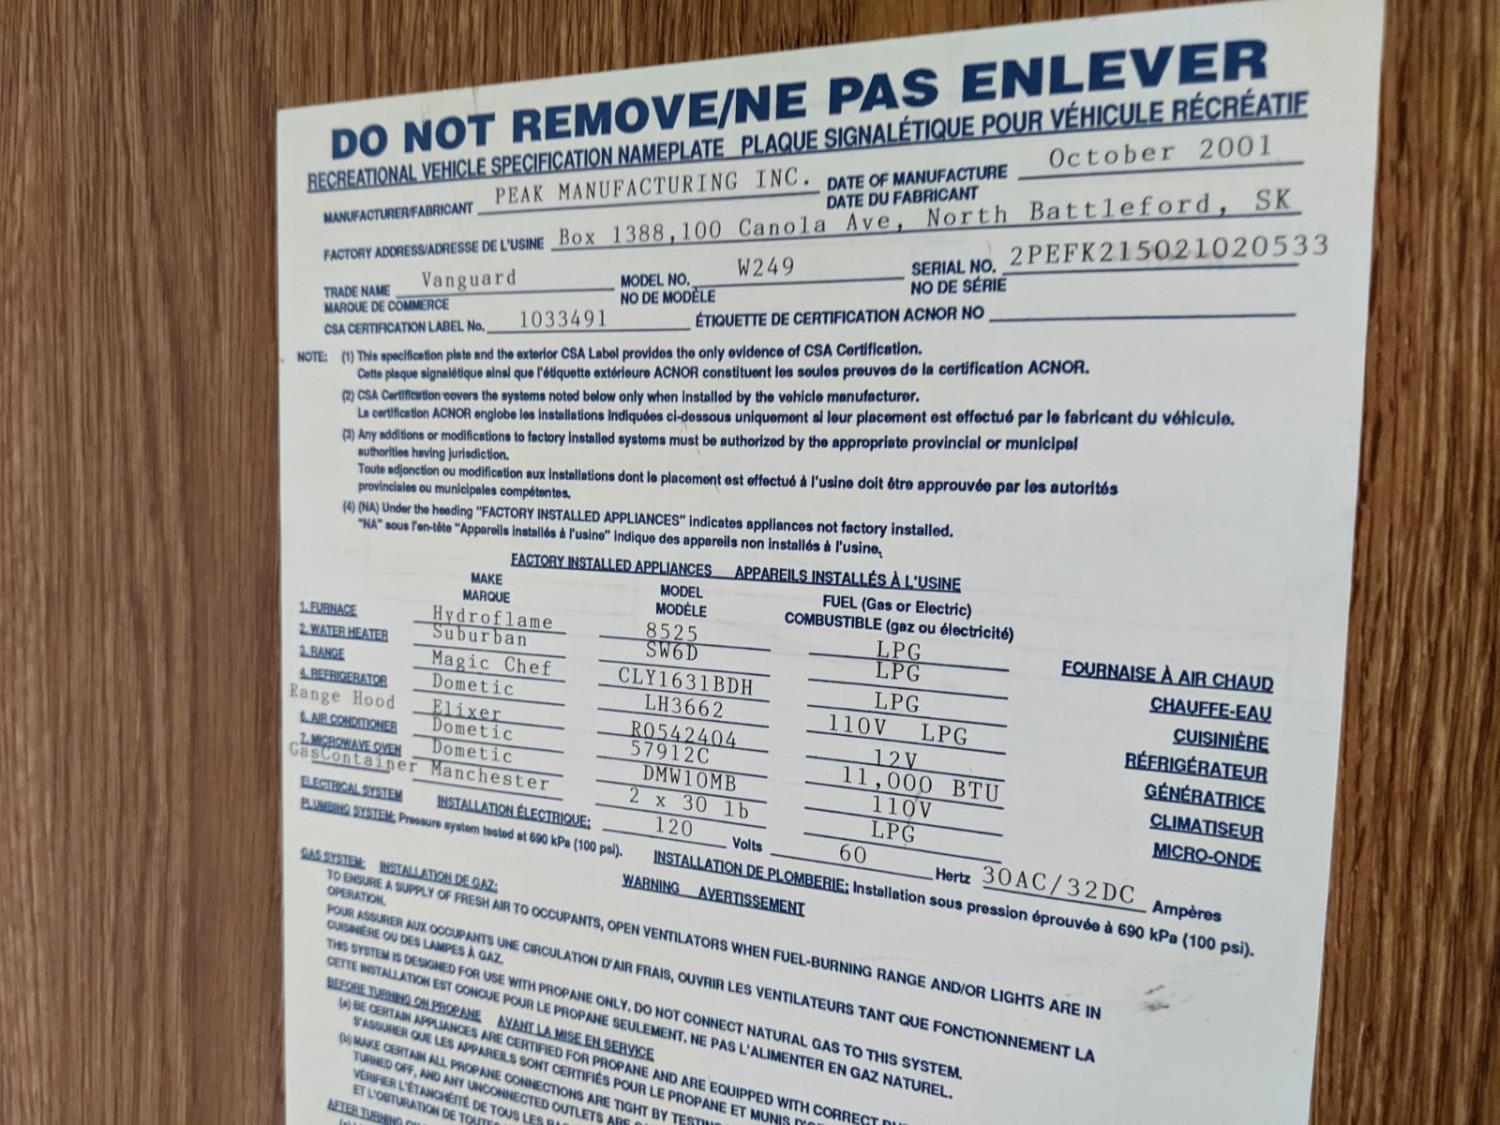 DO NOT REMOVE/NE PAS ENLEVER
RECREATIONAL VEHICLE SPECIFICATION NAMEPLATE PLAQUE SIGNALÉTIQUE POUR VÉHICULE RÉCRÉATIF
MANUFACTURER/FABRICANT PEAK MANUFACTURING INC. DATE OF MANUFACTURE October 2001
DATE DU FABRICANT
FACTORY ADDRESS/ADRESSE DE L'USINE Box 1388,100 Canola Ave, North Battleford, SK
TRADE NAME Vanguard MODEL NO. W249 SERIAL NO. 2PEFK215021020533
MARQUE DE COMMERCE NO DE MODÈLE NO DE SÉRIE
CSA CERTIFICATION LABEL No. 1033491 ÉTIQUETTE DE CERTIFICATION ACNOR NO
NOTE: (1) This specification plate and the exterior CSA Label provides the only evidence of CSA Certification.
Cette plaque signalétique ainsi que l'étiquette extérieure ACNOR constituent les seules preuves de la certification ACNOR.
(2) CSA Certification covers the systems noted below only when installed by the vehicle manufacturer.
La certification ACNOR englobe les installations indiquées ci-dessous uniquement si leur placement est effectué par le fabricant du véhicule.
(3) Any additions or modifications to factory installed systems must be authorized by the appropriate provincial or municipal
authorities having jurisdiction.
Toute adjonction ou modification aux installations dont le placement est effectué à l'usine doit être approuvée par les autorités
provinciales ou municipales compétentes.
(4) (NA) Under the heading "FACTORY INSTALLED APPLIANCES" indicates appliances not factory installed.
"NA" sous l'en-tête "Appareils installés à l'usine" indique des appareils non installés à l'usine.
FACTORY INSTALLED APPLIANCES APPAREILS INSTALLÉS À L'USINE
MAKE MODEL FUEL (Gas or Electric)
MARQUE MODÈLE COMBUSTIBLE (gaz ou électricité)
1. FURNACE Hydroflame 8525 LPG FOURNAISE À AIR CHAUD
2. WATER HEATER Suburban SW6D LPG CHAUFFE-EAU
3. RANGE Magic Chef CLY1631BDH LPG CUISINIÈRE
4. REFRIGERATOR Dometic LH3662 110V LPG RÉFRIGÉRATEUR
Range Hood Elixer R0542404 12V GÉNÉRATRICE
6. AIR CONDITIONER Dometic 57912C 11,000 BTU CLIMATISEUR
7. MICROWAVE OVEN Dometic DMW10MB 110V MICRO-ONDE
GasContainer Manchester 2 x 30 lb LPG
ELECTRICAL SYSTEM INSTALLATION ÉLECTRIQUE: 120 Volts 60 Hertz 30AC/32DC Ampères
PLUMBING SYSTEM: Pressure system tested at 690 kPa (100 psi). INSTALLATION DE PLOMBERIE: Installation sous pression éprouvée à 690 kPa (100 psi).
WARNING AVERTISSEMENT
GAS SYSTEM: INSTALLATION DE GAZ:
TO ENSURE A SUPPLY OF FRESH AIR TO OCCUPANTS, OPEN VENTILATORS WHEN FUEL-BURNING RANGE AND/OR LIGHTS ARE IN
OPERATION.
POUR ASSURER AUX OCCUPANTS UNE CIRCULATION D'AIR FRAIS, OUVRIR LES VENTILATEURS TANT QUE FONCTIONNEMENT LA
CUISINIÈRE OU DES LAMPES À GAZ.
THIS SYSTEM IS DESIGNED FOR USE WITH PROPANE ONLY. DO NOT CONNECT NATURAL GAS TO THIS SYSTEM.
CETTE INSTALLATION EST CONCUE POUR LE PROPANE SEULEMENT. NE PAS L'ALIMENTER EN GAZ NATUREL.
BEFORE TURNING ON PROPANE AVANT LA MISE EN SERVICE
(a) BE CERTAIN APPLIANCES ARE CERTIFIED FOR PROPANE AND ARE EQUIPPED WITH CORRECT
S'ASSURER QUE LES APPAREILS SONT CERTIFIÉS POUR LE PROPANE ET MUNIS
(b) MAKE CERTAIN ALL PROPANE CONNECTIONS ARE TIGHT BY
TURNED OFF, AND ANY UNCONNECTED OUTLETS ARE
VÉRIFIER L'ÉTANCHÉITÉ DE TOUS LES
ET L'OBTURATION DE
AFTER TURNING